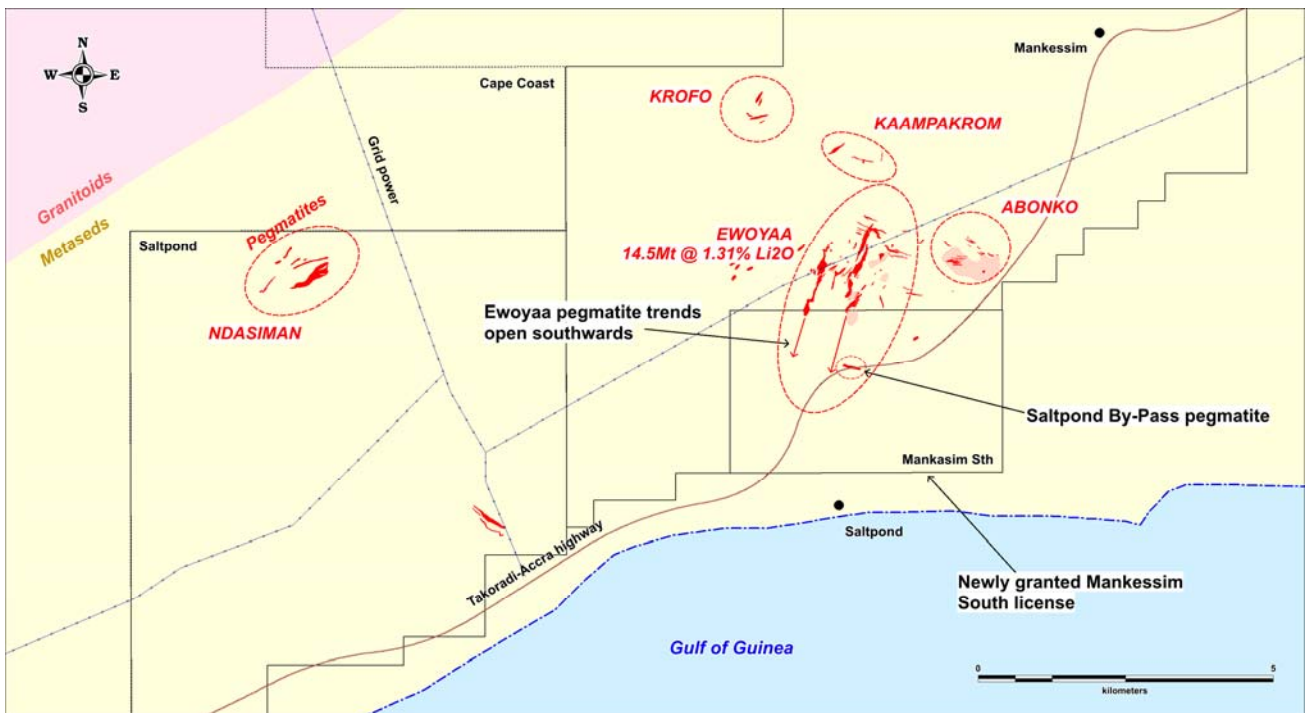 N
W
E
S
Mankessim
Cape Coast
KROFO
KAAMPAKROM
Grid power
Granitoids
Metaseds
Pegmatites
Saltpond
ABONKO
EWOYAA
14.5Mt @ 1.31% Li2O
NDASIMAN
Ewoyaa pegmatite trends
open southwards
Saltpond By-Pass pegmatite
Mankasim Sth
Saltpond
Takoradi-Accra highway
Newly granted Mankessim
South license
Gulf of Guinea
0
5
kilometers